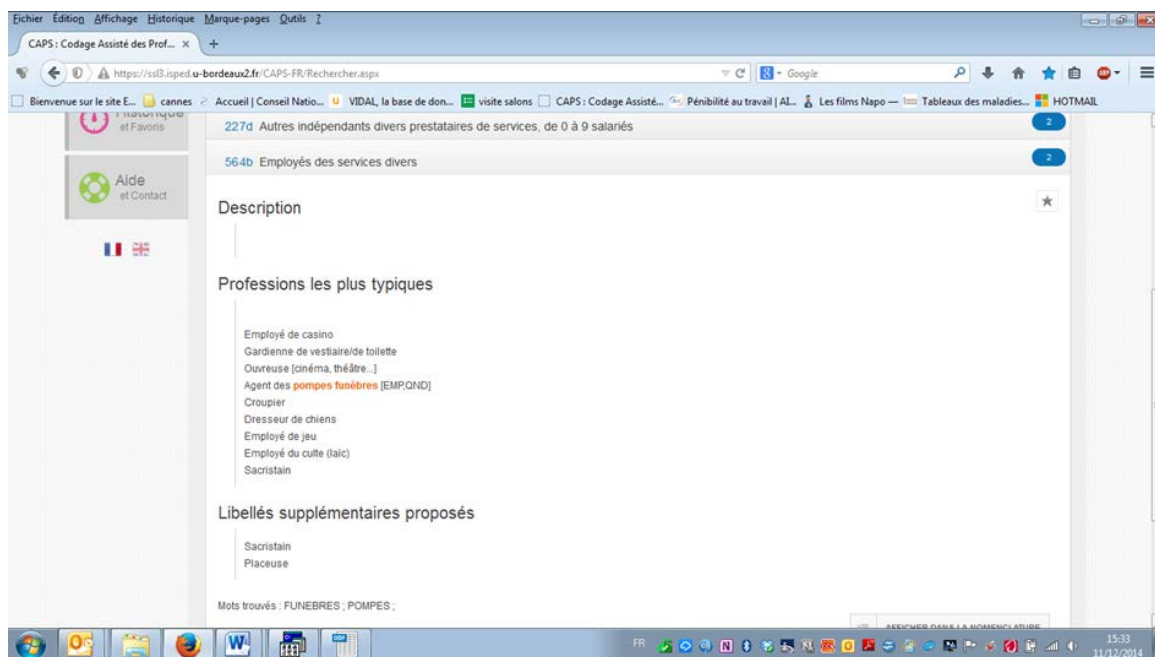 Fichier Édition Affichage Historique Marque-pages Outils ?
CAPS : Codage Assisté des Prof... × +
https://ssl3.isped.u-bordeaux2.fr/CAPS-FR/Rechercher.aspx Google
Bienvenue sur le site E... cannes Accueil | Conseil Natio... VIDAL, la base de don... visite salons CAPS : Codage Assisté... Pénibilité au travail | AL... Les films Napo — Tableaux des maladies... HOTMAIL
Historique
et Favoris
227d Autres indépendants divers prestataires de services, de 0 à 9 salariés 2
564b Employés des services divers 2
Aide
et Contact
Description
Professions les plus typiques
Employé de casino
Gardienne de vestiaire/de toilette
Ouvreuse [cinéma, théâtre...]
Agent des pompes funèbres [EMP,QND]
Croupier
Dresseur de chiens
Employé de jeu
Employé du culte (laïc)
Sacristain
Libellés supplémentaires proposés
Sacristain
Placeuse
Mots trouvés : FUNEBRES ; POMPES ;
AFFICHER DANS LA NOMENCLATURE
FR 15:33
11/12/2014